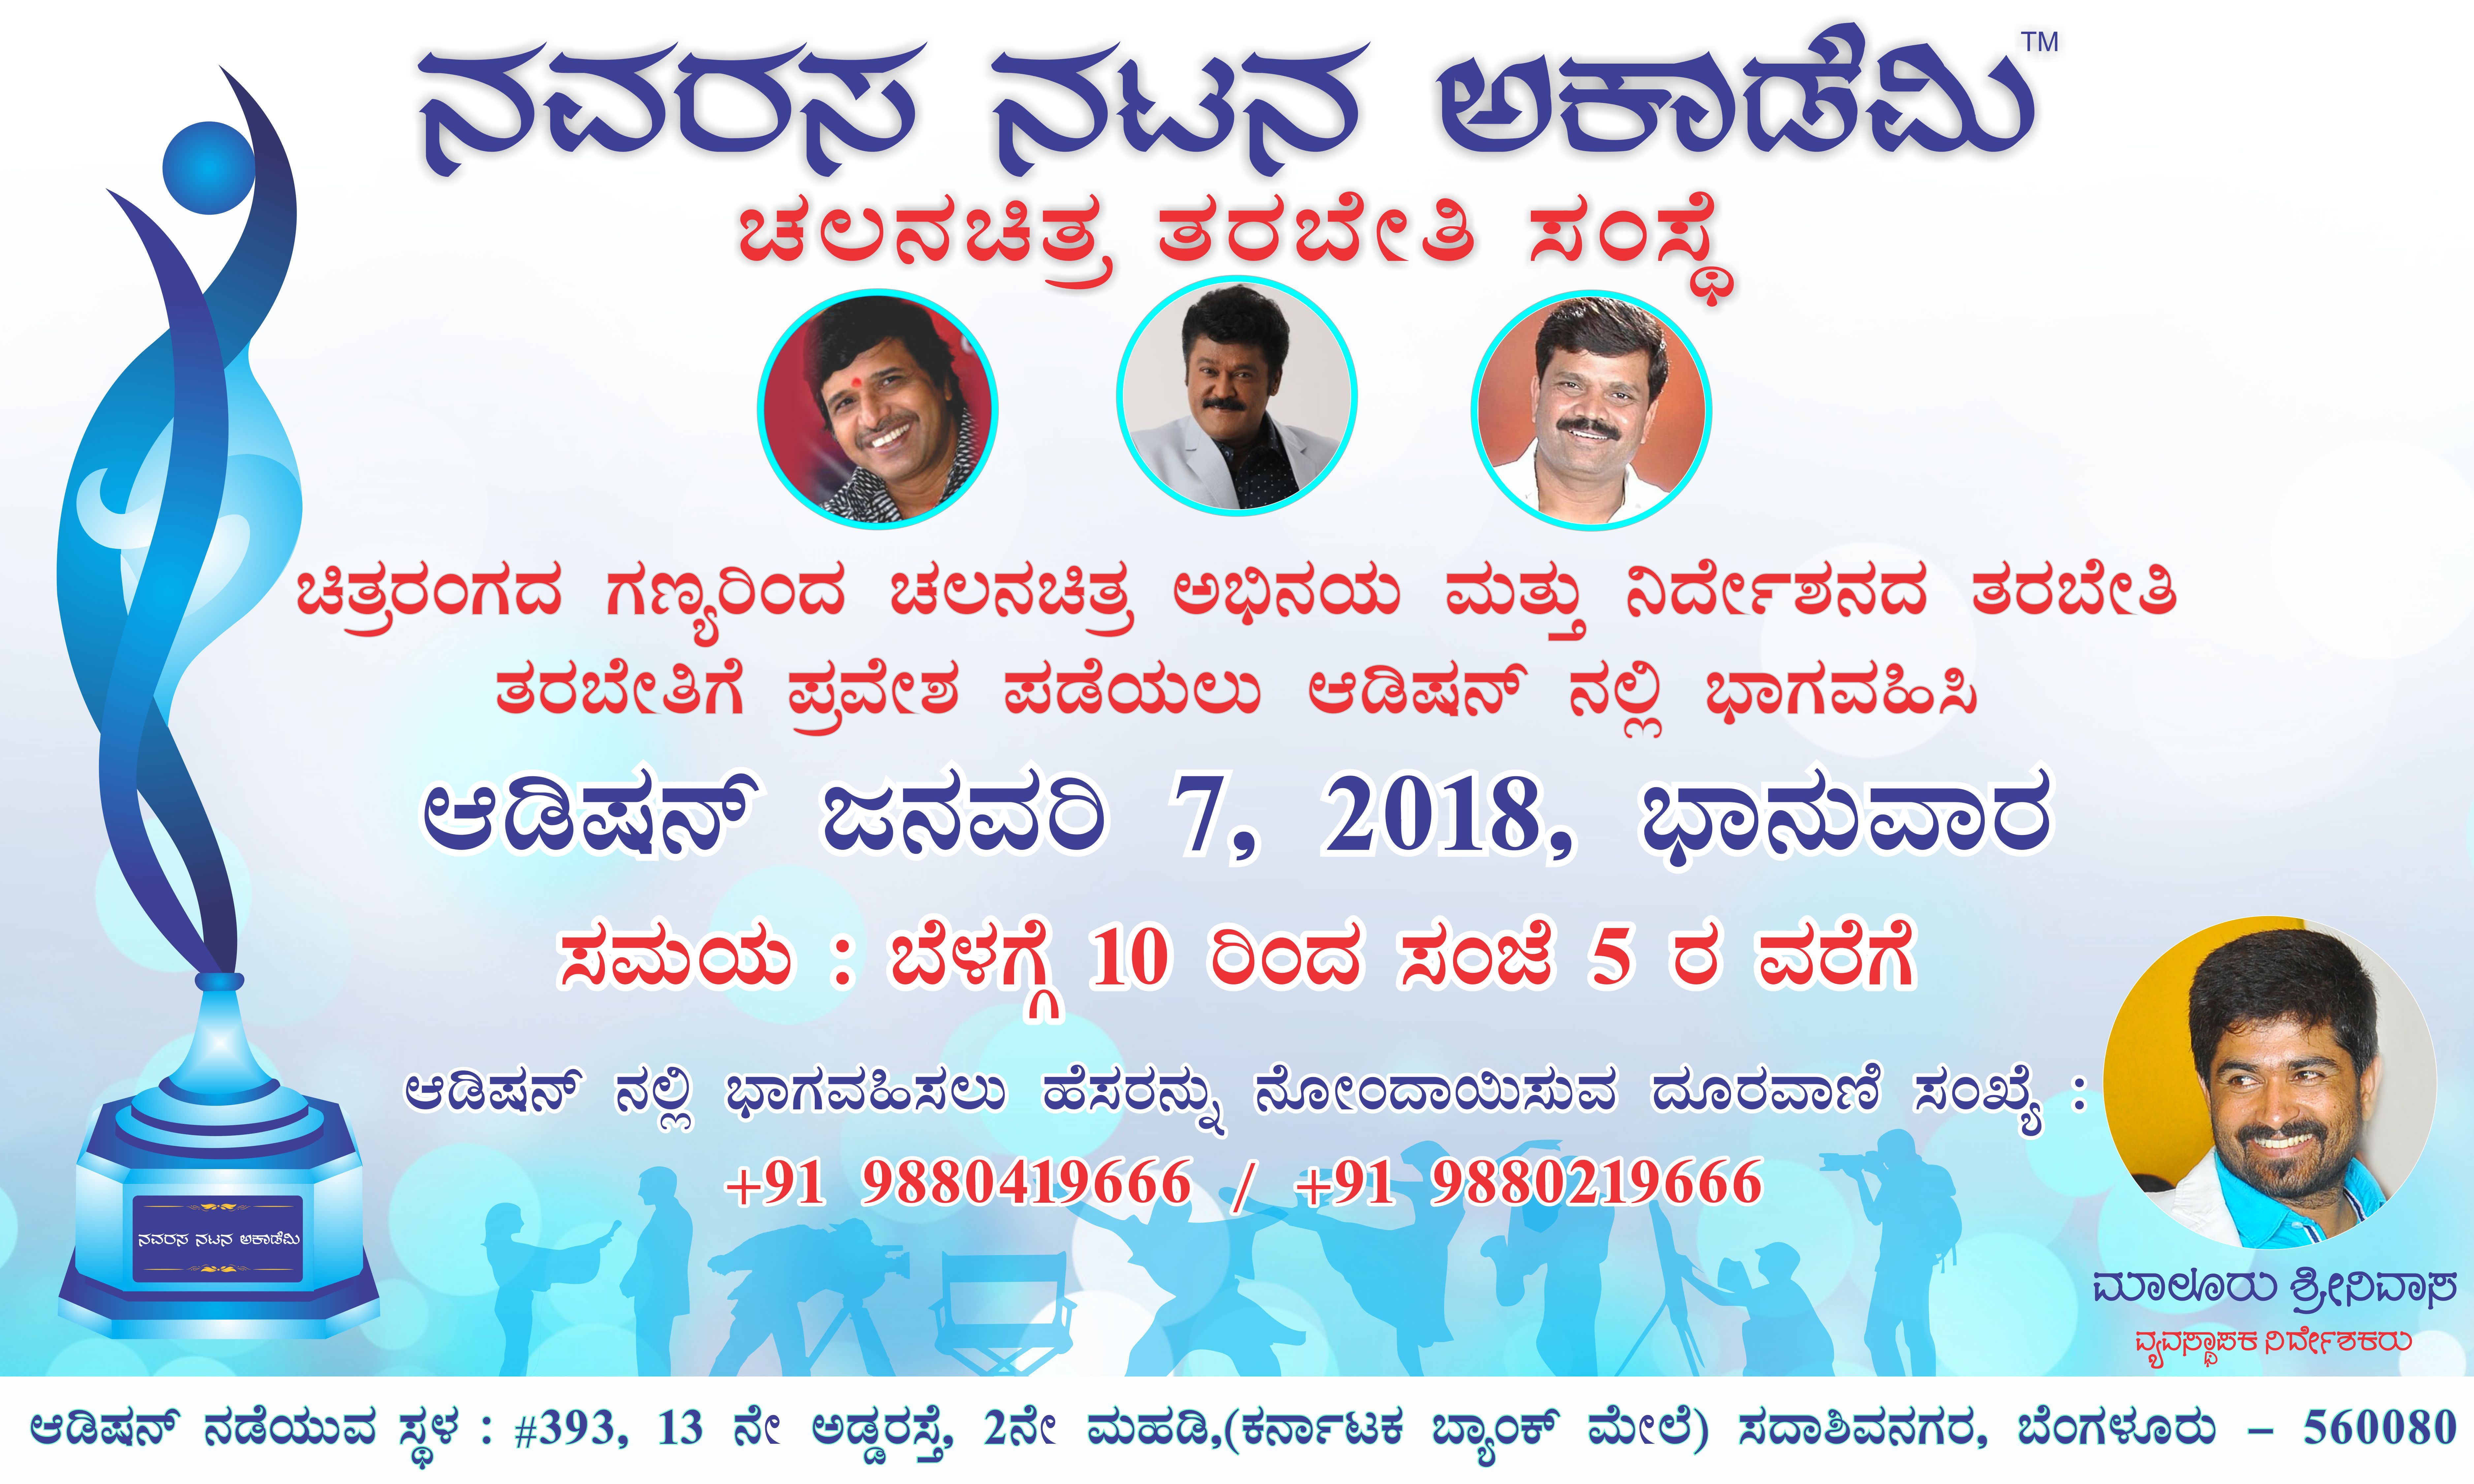 ನವರಸ ನಟನ ಅಕಾಡೆಮಿ™
ಚಲನಚಿತ್ರ ತರಬೇತಿ ಸಂಸ್ಥೆ
ಚಿತ್ರರಂಗದ ಗಣ್ಯರಿಂದ ಚಲನಚಿತ್ರ ಅಭಿನಯ ಮತ್ತು ನಿರ್ದೇಶನದ ತರಬೇತಿ
ತರಬೇತಿಗೆ ಪ್ರವೇಶ ಪಡೆಯಲು ಆಡಿಷನ್ ನಲ್ಲಿ ಭಾಗವಹಿಸಿ
ಆಡಿಷನ್ ಜನವರಿ 7, 2018, ಭಾನುವಾರ
ಸಮಯ : ಬೆಳಗ್ಗೆ 10 ರಿಂದ ಸಂಜೆ 5 ರ ವರೆಗೆ
ಆಡಿಷನ್ ನಲ್ಲಿ ಭಾಗವಹಿಸಲು ಹೆಸರನ್ನು ನೋಂದಾಯಿಸುವ ದೂರವಾಣಿ ಸಂಖ್ಯೆ :
+91 9880419666 / +91 9880219666
ನವರಸ ನಟನ ಅಕಾಡೆಮಿ
ಮಾಲೂರು ಶ್ರೀನಿವಾಸ
ವ್ಯವಸ್ಥಾಪಕ ನಿರ್ದೇಶಕರು
ಆಡಿಷನ್ ನಡೆಯುವ ಸ್ಥಳ : #393, 13 ನೇ ಅಡ್ಡರಸ್ತೆ, 2ನೇ ಮಹಡಿ,(ಕರ್ನಾಟಕ ಬ್ಯಾಂಕ್ ಮೇಲೆ) ಸದಾಶಿವನಗರ, ಬೆಂಗಳೂರು – 560080